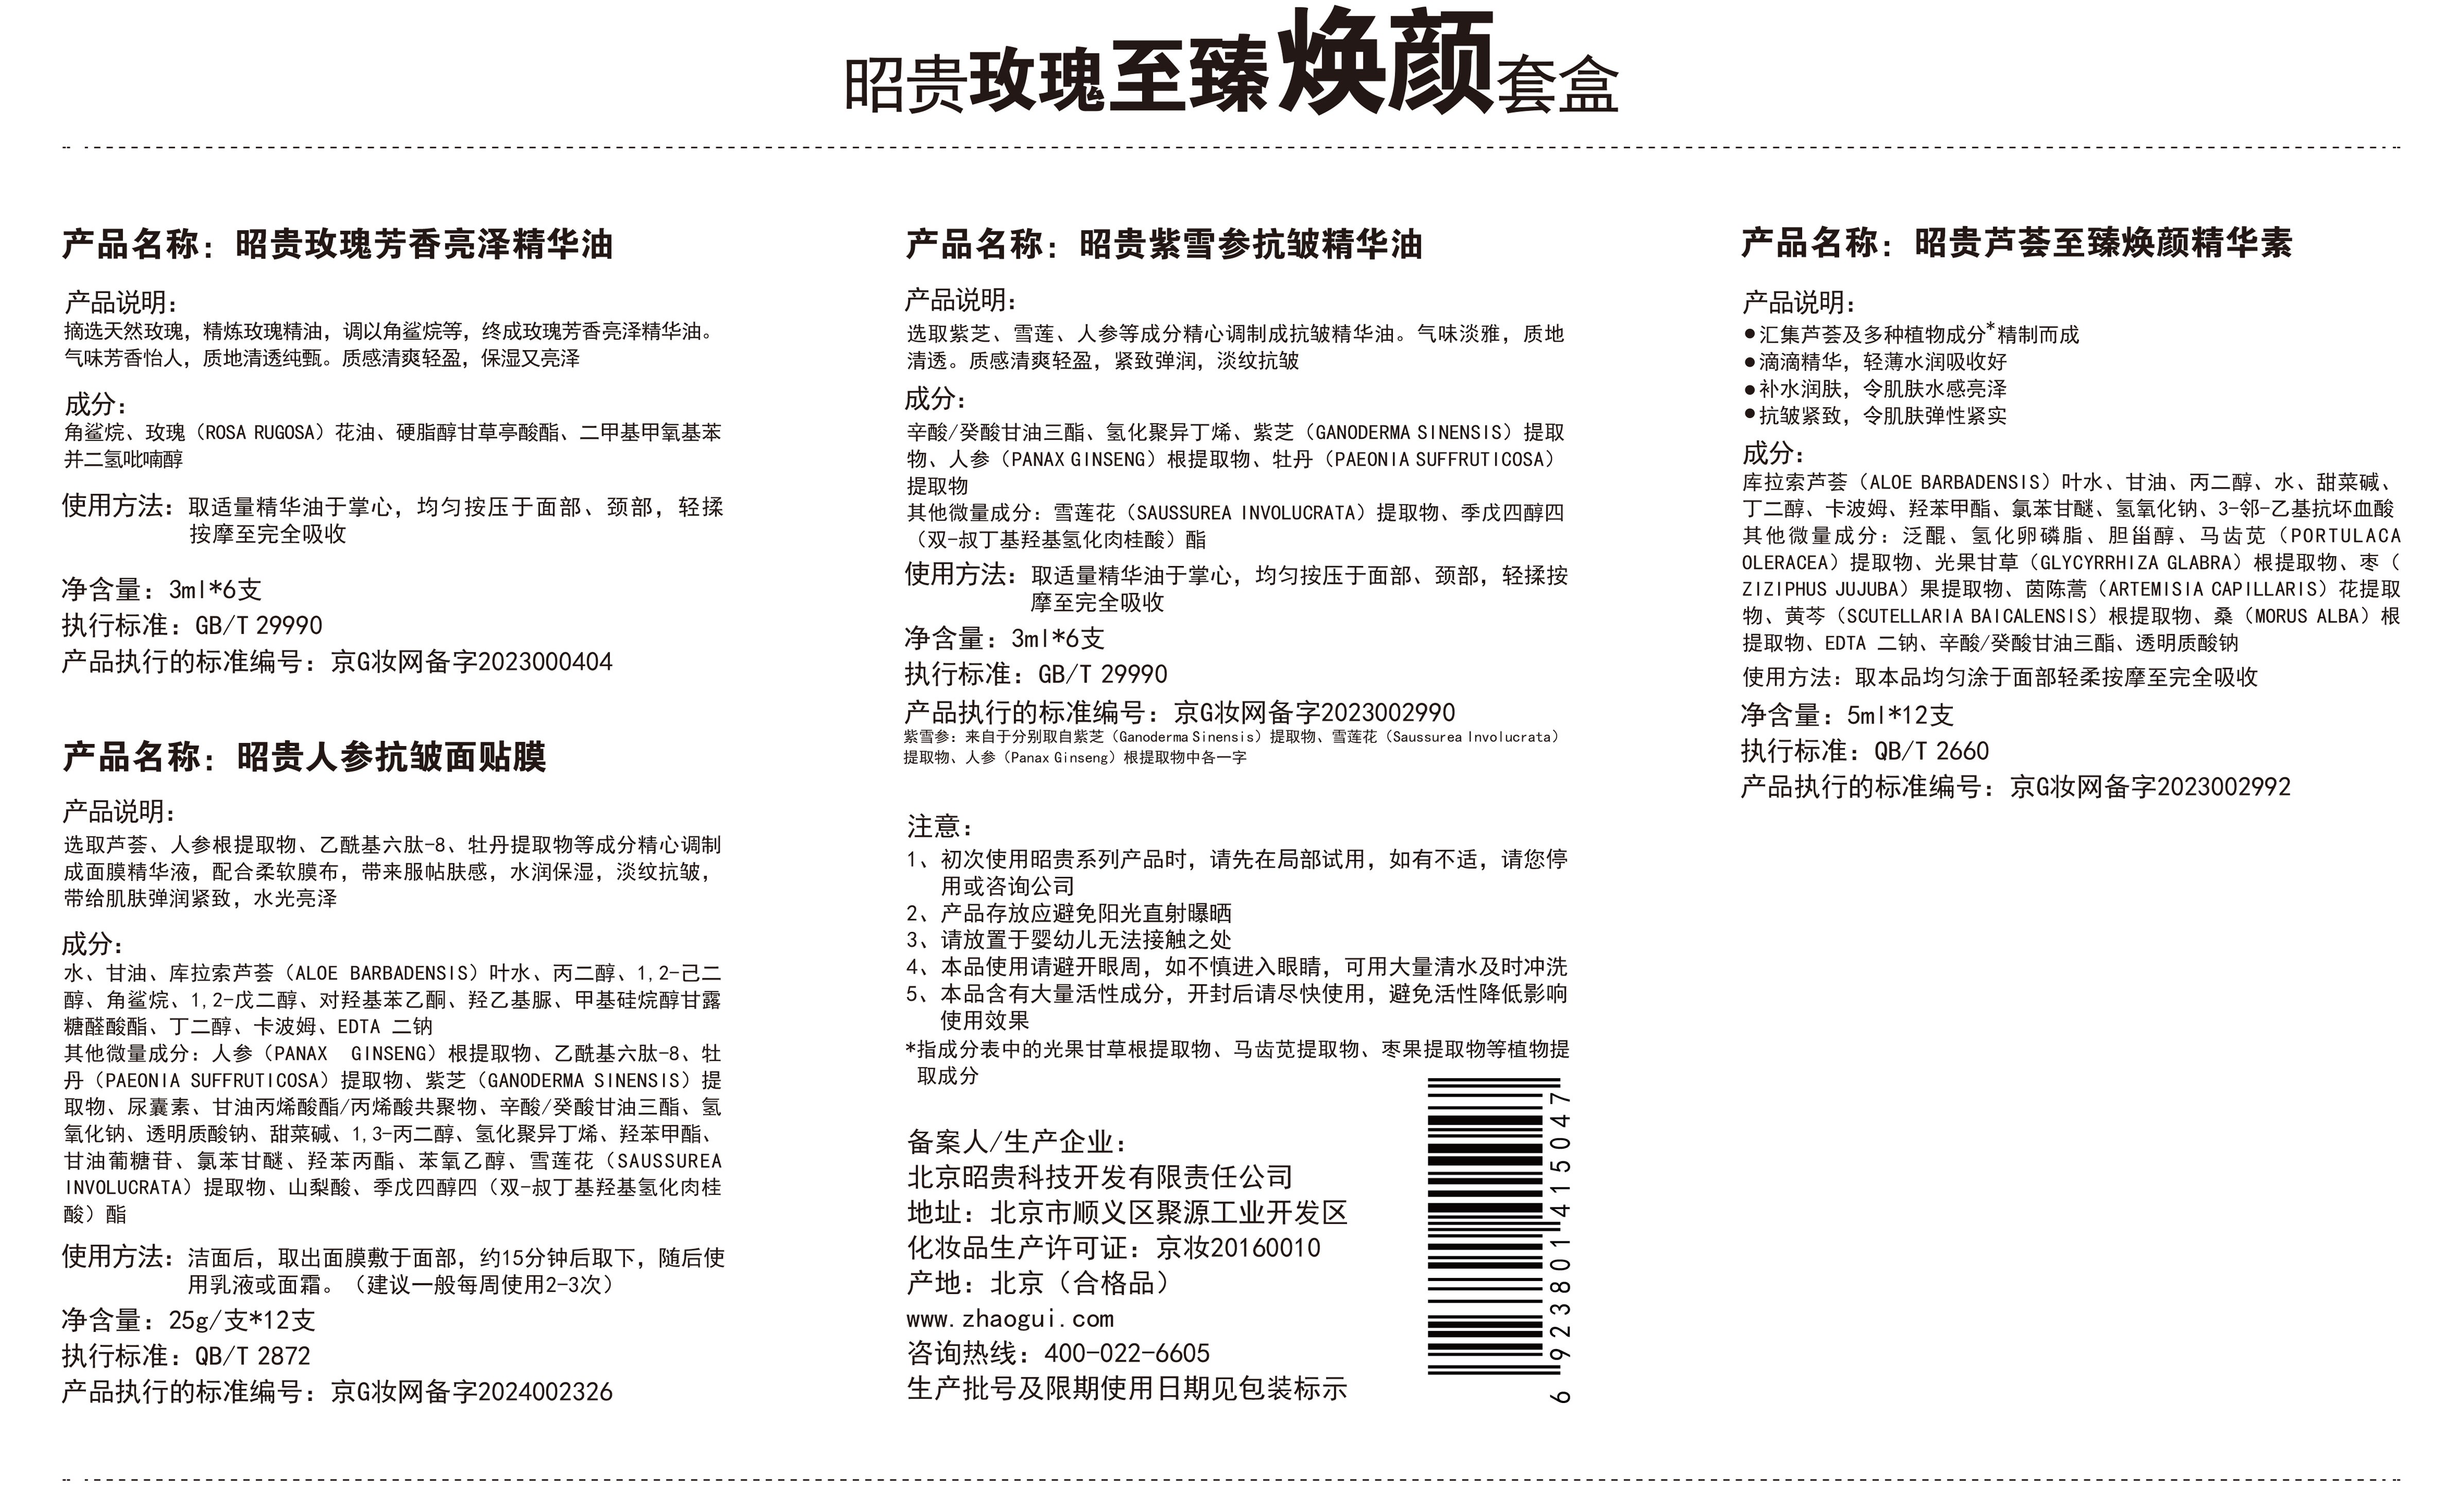 昭贵玫瑰至臻焕颜套盒
产品名称：昭贵玫瑰芳香亮泽精华油
产品说明：
摘选天然玫瑰，精炼玫瑰精油，调以角鲨烷等，终成玫瑰芳香亮泽精华油。
气味芳香怡人，质地清透纯甄。质感清爽轻盈，保湿又亮泽
成分：
角鲨烷、玫瑰（ROSA RUGOSA）花油、硬脂醇甘草亭酸酯、二甲基甲氧基苯
并二氢吡喃醇
使用方法：取适量精华油于掌心，均匀按压于面部、颈部，轻揉
按摩至完全吸收
净含量：3ml*6支
执行标准：GB/T 29990
产品执行的标准编号：京G妆网备字2023000404
产品名称：昭贵人参抗皱面贴膜
产品说明：
选取芦荟、人参根提取物、乙酰基六肽-8、牡丹提取物等成分精心调制
成面膜精华液，配合柔软膜布，带来服帖肤感，水润保湿，淡纹抗皱，
带给肌肤弹润紧致，水光亮泽
成分：
水、甘油、库拉索芦荟（ALOE BARBADENSIS）叶水、丙二醇、1,2-己二
醇、角鲨烷、1,2-戊二醇、对羟基苯乙酮、羟乙基脲、甲基硅烷醇甘露
糖醛酸酯、丁二醇、卡波姆、EDTA 二钠
其他微量成分：人参（PANAX GINSENG）根提取物、乙酰基六肽-8、牡
丹（PAEONIA SUFFRUTICOSA）提取物、紫芝（GANODERMA SINENSIS）提
取物、尿囊素、甘油丙烯酸酯/丙烯酸共聚物、辛酸/癸酸甘油三酯、氢
氧化钠、透明质酸钠、甜菜碱、1,3-丙二醇、氢化聚异丁烯、羟苯甲酯、
甘油葡糖苷、氯苯甘醚、羟苯丙酯、苯氧乙醇、雪莲花（SAUSSUREA
INVOLUCRATA）提取物、山梨酸、季戊四醇四（双-叔丁基羟基氢化肉桂
酸）酯
使用方法：洁面后，取出面膜敷于面部，约15分钟后取下，随后使
用乳液或面霜。（建议一般每周使用2-3次）
净含量：25g/支*12支
执行标准：QB/T 2872
产品执行的标准编号：京G妆网备字2024002326
产品名称：昭贵紫雪参抗皱精华油
产品说明：
选取紫芝、雪莲、人参等成分精心调制成抗皱精华油。气味淡雅，质地
清透。质感清爽轻盈，紧致弹润，淡纹抗皱
成分：
辛酸/癸酸甘油三酯、氢化聚异丁烯、紫芝（GANODERMA SINENSIS）提取
物、人参（PANAX GINSENG）根提取物、牡丹（PAEONIA SUFFRUTICOSA）
提取物
其他微量成分：雪莲花（SAUSSUREA INVOLUCRATA）提取物、季戊四醇四
（双-叔丁基羟基氢化肉桂酸）酯
使用方法：取适量精华油于掌心，均匀按压于面部、颈部，轻揉按
摩至完全吸收
净含量：3ml*6支
执行标准：GB/T 29990
产品执行的标准编号：京G妆网备字2023002990
紫雪参：来自于分别取自紫芝（Ganoderma Sinensis）提取物、雪莲花（Saussurea Involucrata）
提取物、人参（Panax Ginseng）根提取物中各一字
注意：
1、初次使用昭贵系列产品时，请先在局部试用，如有不适，请您停
用或咨询公司
2、产品存放应避免阳光直射曝晒
3、请放置于婴幼儿无法接触之处
4、本品使用请避开眼周，如不慎进入眼睛，可用大量清水及时冲洗
5、本品含有大量活性成分，开封后请尽快使用，避免活性降低影响
使用效果
*指成分表中的光果甘草根提取物、马齿苋提取物、枣果提取物等植物提
取成分
备案人/生产企业：
北京昭贵科技开发有限责任公司
地址：北京市顺义区聚源工业开发区
化妆品生产许可证：京妆20160010
产地：北京（合格品）
www.zhaogui.com
咨询热线：400-022-6605
生产批号及限期使用日期见包装标示
6 923801 415047
产品名称：昭贵芦荟至臻焕颜精华素
产品说明：
●汇集芦荟及多种植物成分*精制而成
●滴滴精华，轻薄水润吸收好
●补水润肤，令肌肤水感亮泽
●抗皱紧致，令肌肤弹性紧实
成分：
库拉索芦荟（ALOE BARBADENSIS）叶水、甘油、丙二醇、水、甜菜碱、
丁二醇、卡波姆、羟苯甲酯、氯苯甘醚、氢氧化钠、3-邻-乙基抗坏血酸
其他微量成分：泛醌、氢化卵磷脂、胆甾醇、马齿苋（PORTULACA
OLERACEA）提取物、光果甘草（GLYCYRRHIZA GLABRA）根提取物、枣（
ZIZIPHUS JUJUBA）果提取物、茵陈蒿（ARTEMISIA CAPILLARIS）花提取
物、黄芩（SCUTELLARIA BAICALENSIS）根提取物、桑（MORUS ALBA）根
提取物、EDTA 二钠、辛酸/癸酸甘油三酯、透明质酸钠
使用方法：取本品均匀涂于面部轻柔按摩至完全吸收
净含量：5ml*12支
执行标准：QB/T 2660
产品执行的标准编号：京G妆网备字2023002992